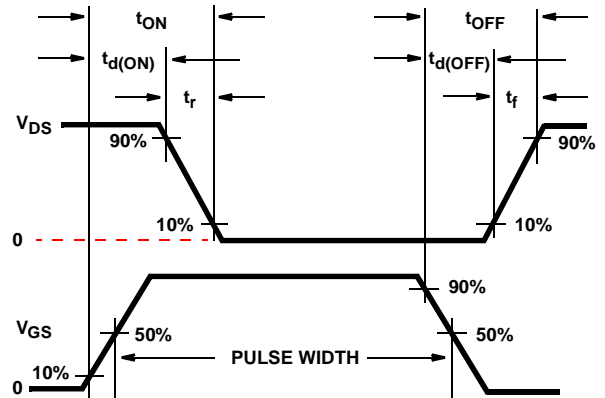 tON tOFF
td(ON) td(OFF)
tr tf
VDS
90% 90%
10% 10%
0
90%
VGS 50% 50%
PULSE WIDTH
10%
0